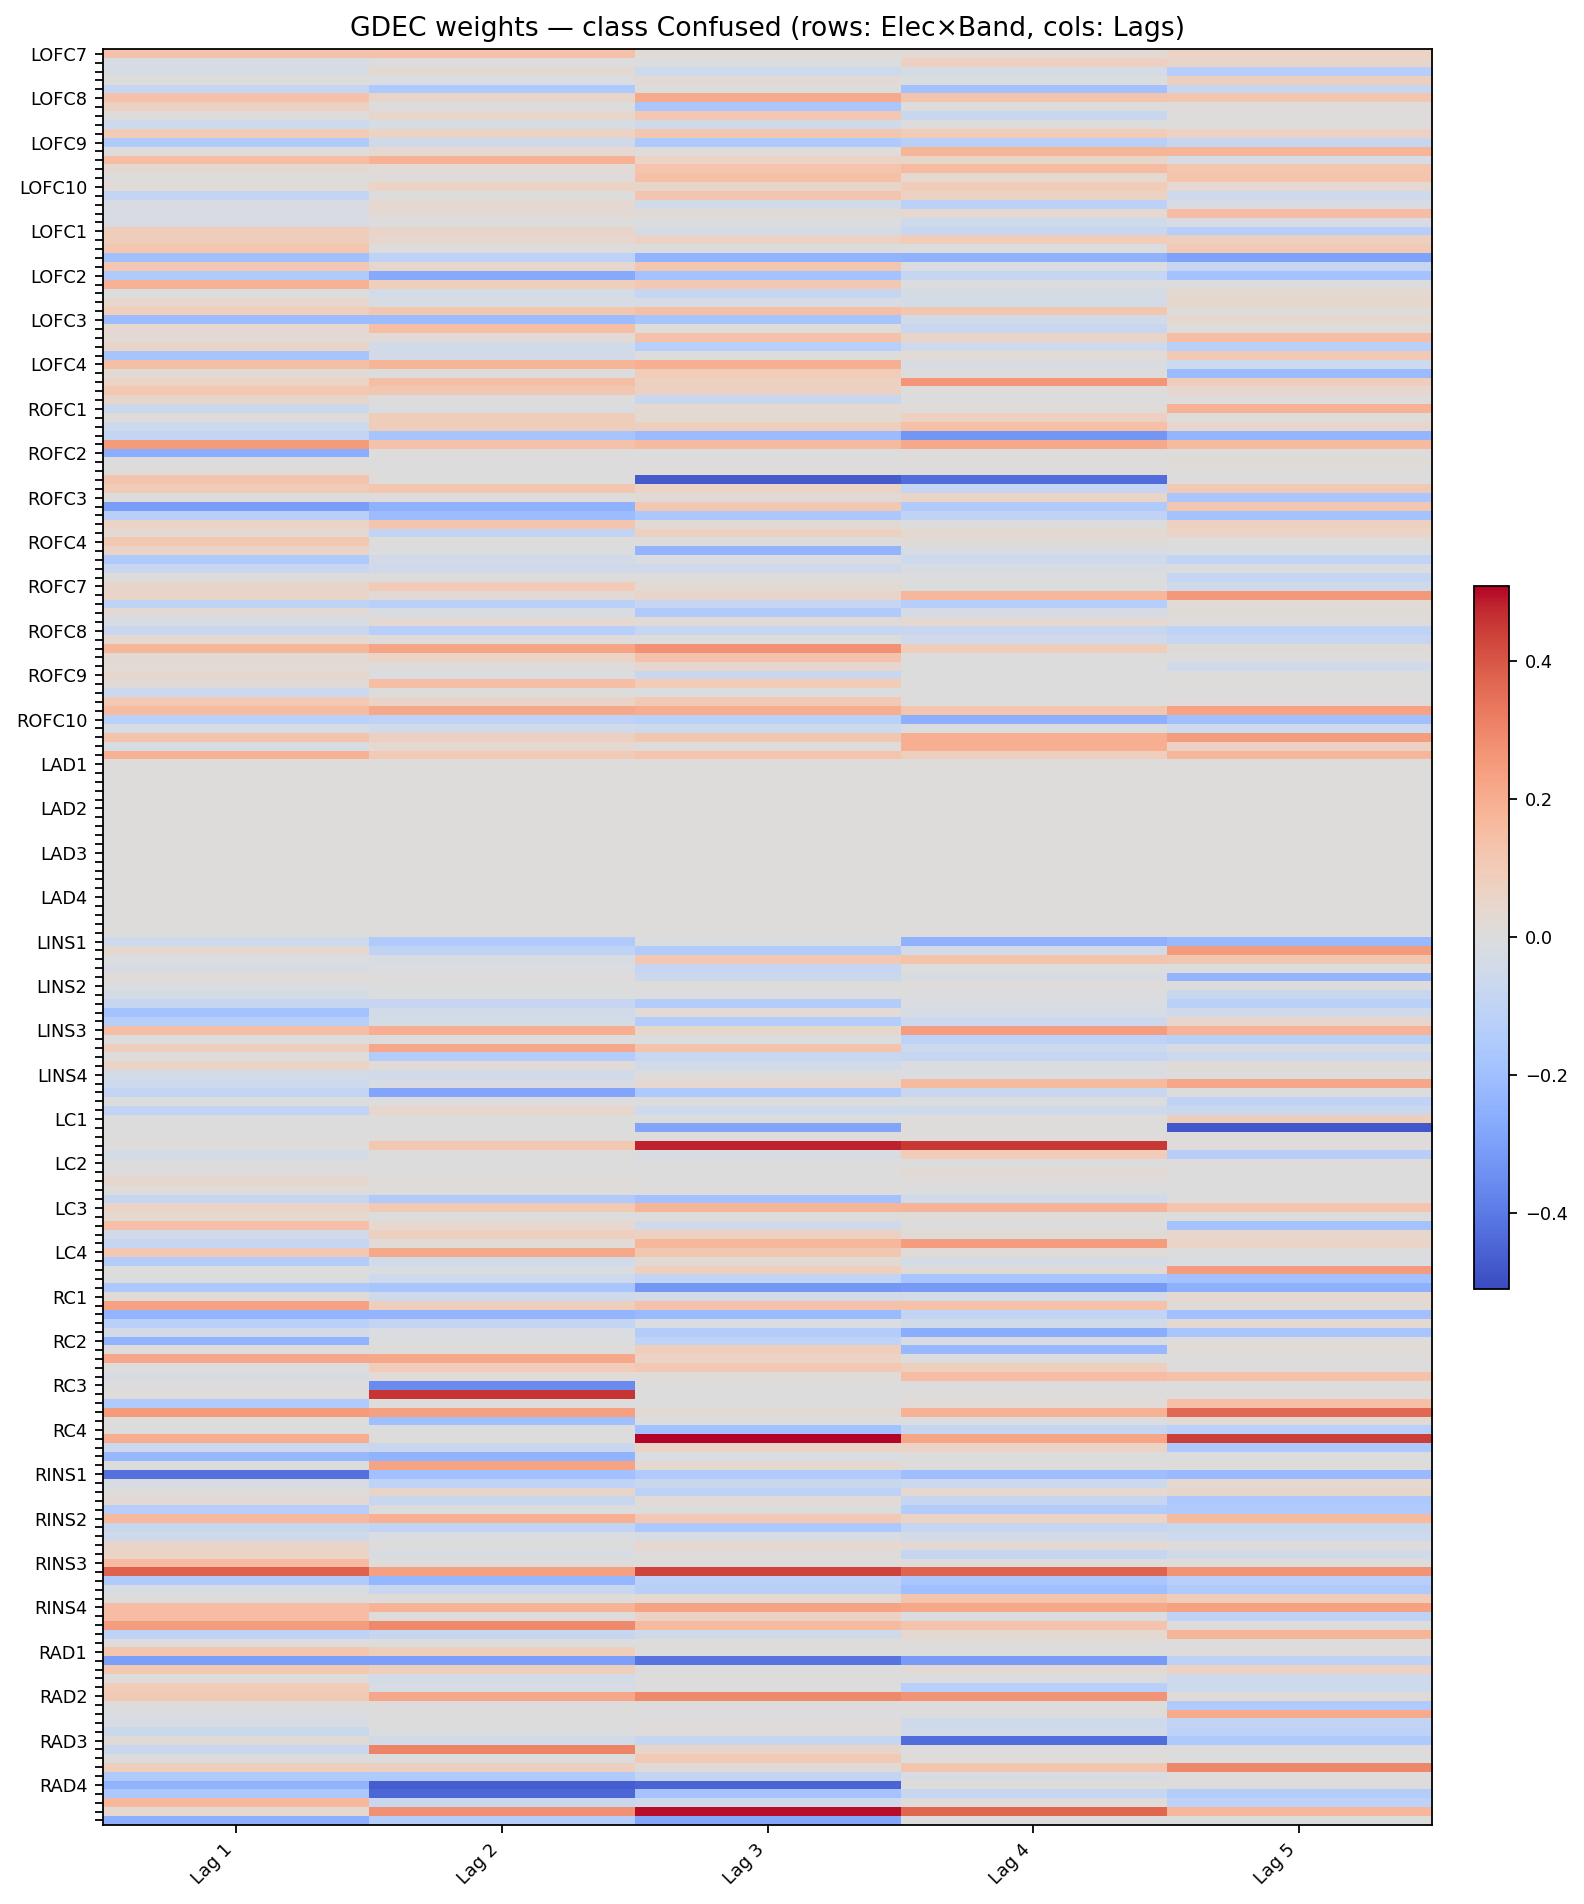 GDEC weights — class Confused (rows: Elec×Band, cols: Lags)
LOFC7
LOFC8
LOFC9
LOFC10
LOFC1
LOFC2
LOFC3
LOFC4
ROFC1
ROFC2
ROFC3
ROFC4
ROFC7
ROFC8
ROFC9
ROFC10
LAD1
LAD2
LAD3
LAD4
LINS1
LINS2
LINS3
LINS4
LC1
LC2
LC3
LC4
RC1
RC2
RC3
RC4
RINS1
RINS2
RINS3
RINS4
RAD1
RAD2
RAD3
RAD4
Lag 1
Lag 2
Lag 3
Lag 4
Lag 5
0.4
0.2
0.0
−0.2
−0.4